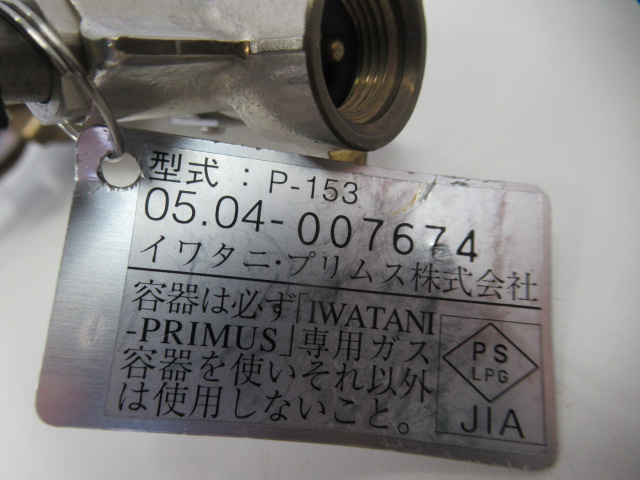 型式 : P-153
05.04-007674
イワタニ・プリムス株式会社
容器は必ず「IWATANI
-PRIMUS」専用ガス
容器を使いそれ以外
は使用しないこと。
PS
LPG
JIA